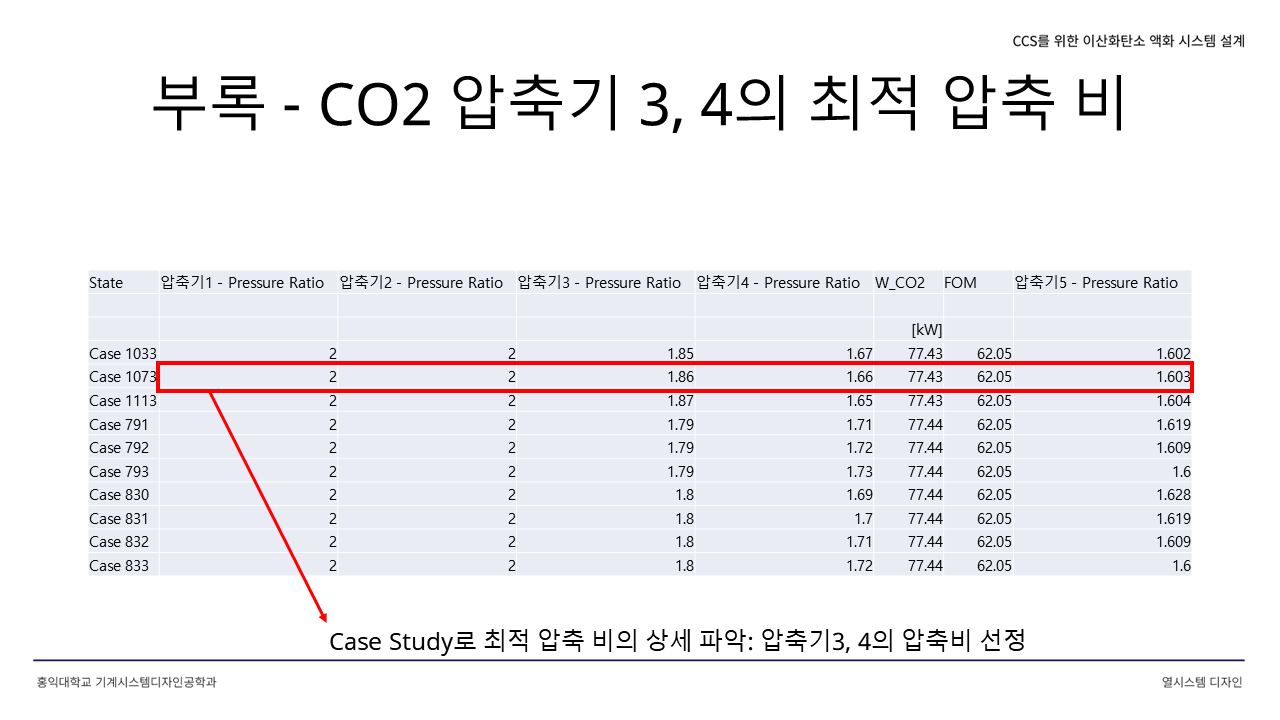 CCS를 위한 이산화탄소 액화 시스템 설계
부록 - CO2 압축기 3, 4의 최적 압축 비
State 압축기1 - Pressure Ratio 압축기2 - Pressure Ratio 압축기3 - Pressure Ratio 압축기4 - Pressure Ratio W_CO2 FOM 압축기5 - Pressure Ratio
[kW]
Case 1033 2 2 1.85 1.67 77.43 62.05 1.602
Case 1073 2 2 1.86 1.66 77.43 62.05 1.603
Case 1113 2 2 1.87 1.65 77.43 62.05 1.604
Case 791 2 2 1.79 1.71 77.44 62.05 1.619
Case 792 2 2 1.79 1.72 77.44 62.05 1.609
Case 793 2 2 1.79 1.73 77.44 62.05 1.6
Case 830 2 2 1.8 1.69 77.44 62.05 1.628
Case 831 2 2 1.8 1.7 77.44 62.05 1.619
Case 832 2 2 1.8 1.71 77.44 62.05 1.609
Case 833 2 2 1.8 1.72 77.44 62.05 1.6
Case Study로 최적 압축 비의 상세 파악: 압축기3, 4의 압축비 선정
홍익대학교 기계시스템디자인공학과
열시스템 디자인